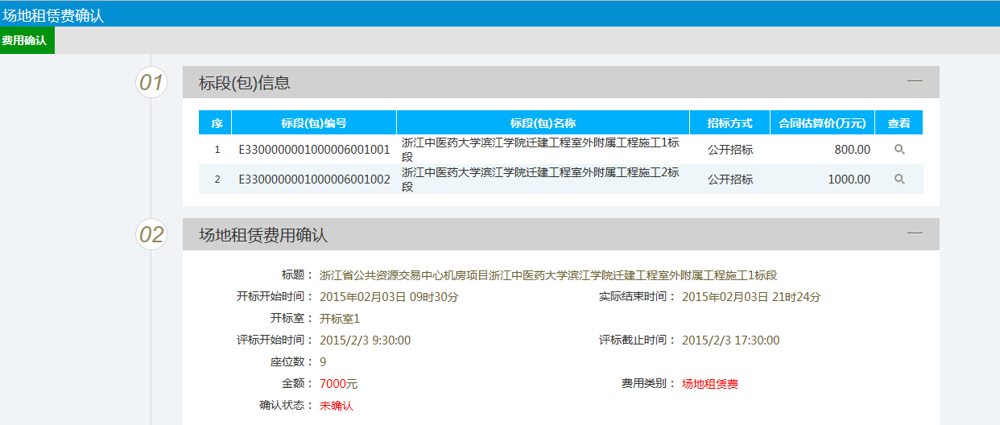 场地租赁费确认
费用确认
01
标段(包)信息
序 标段(包)编号 标段(包)名称 招标方式 合同估算价(万元) 查看
1 E3300000001000006001001 浙江中医药大学滨江学院迁建工程室外附属工程施工1标段 公开招标 800.00
2 E3300000001000006001002 浙江中医药大学滨江学院迁建工程室外附属工程施工2标段 公开招标 1000.00
02
场地租赁费用确认
标题： 浙江省公共资源交易中心机房项目浙江中医药大学滨江学院迁建工程室外附属工程施工1标段
开标开始时间： 2015年02月03日 09时30分 实际结束时间： 2015年02月03日 21时24分
开标室： 开标室1
评标开始时间： 2015/2/3 9:30:00 评标截止时间： 2015/2/3 17:30:00
座位数： 9
金额： 7000元 费用类别： 场地租赁费
确认状态： 未确认